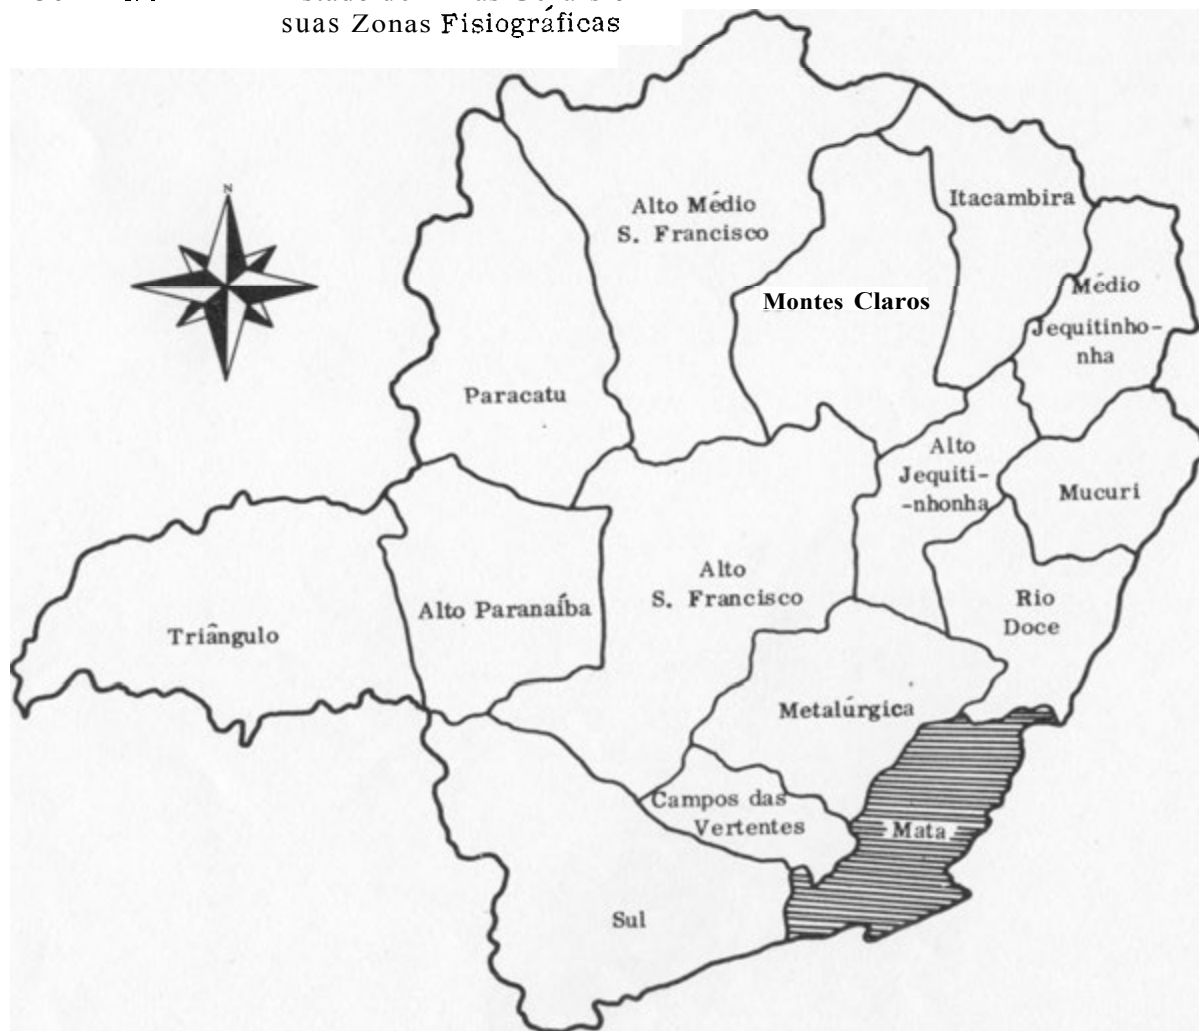 suas Zonas Fisiográficas
N
Alto Médio
S. Francisco
Itacambira
Montes Claros
Médio
Jequitinho-
nha
Paracatu
Alto
Jequiti-
-nhonha
Mucuri
Alto
S. Francisco
Alto Paranaíba
Triângulo
Rio
Doce
Metalúrgica
Campos das
Vertentes
Mata
Sul